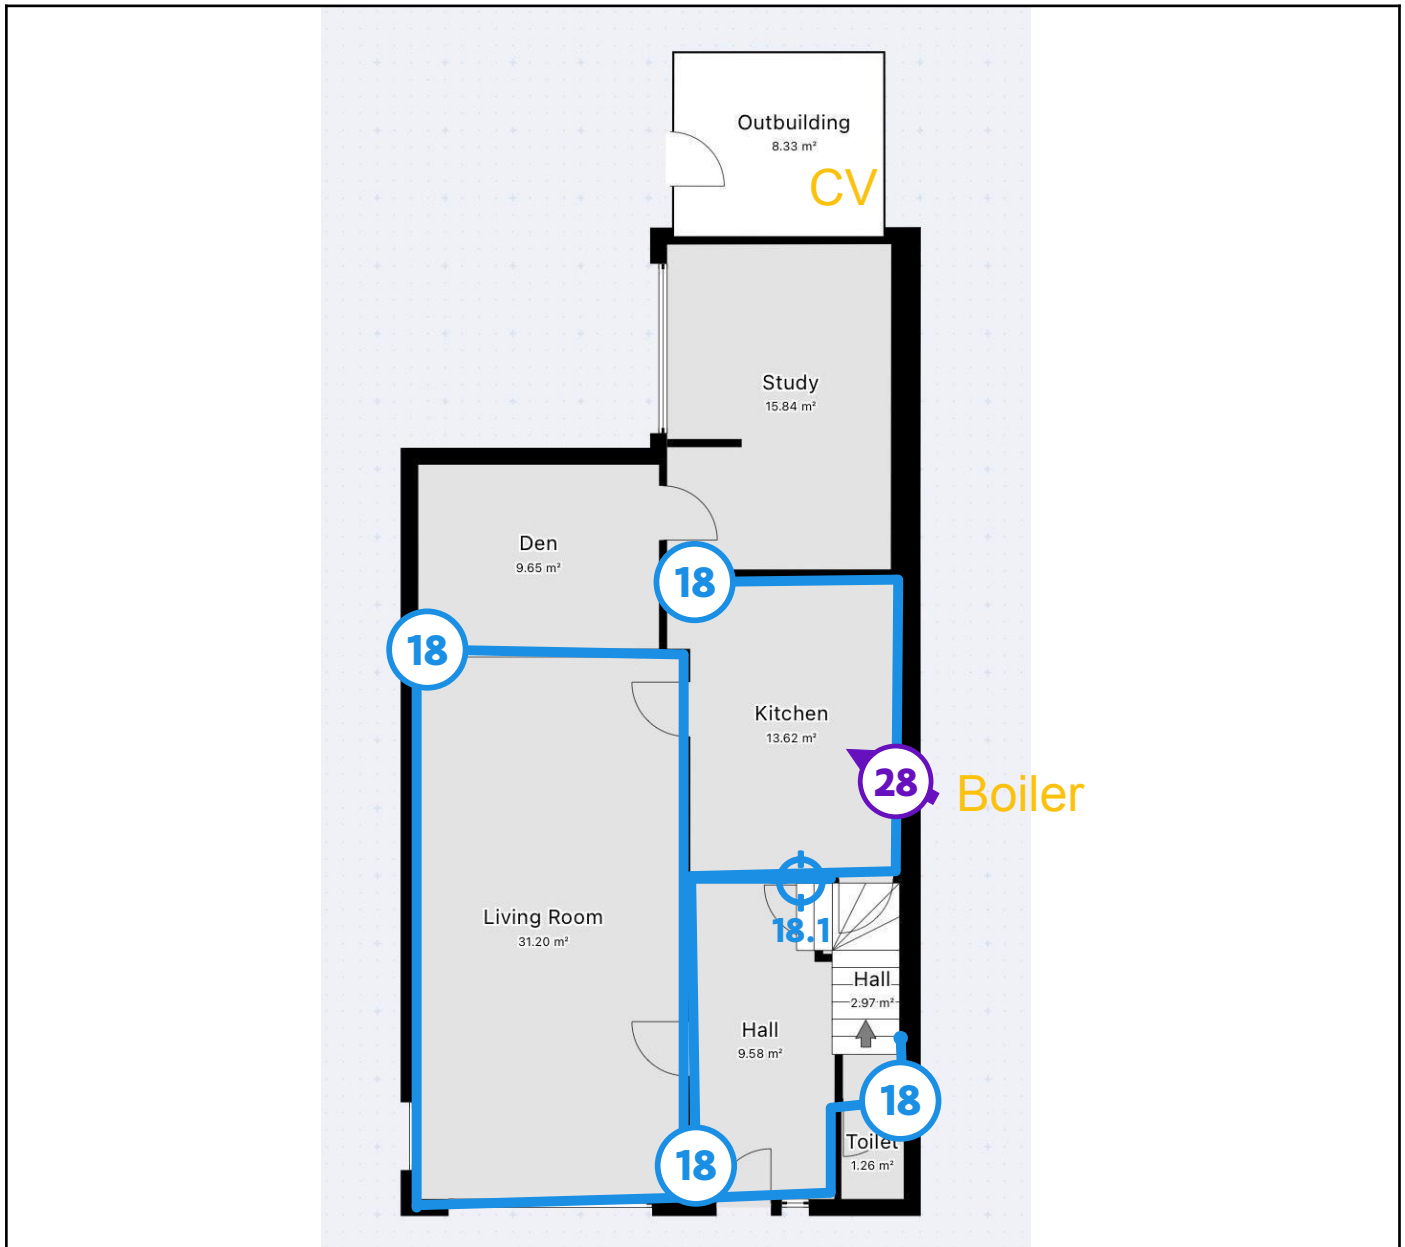 Outbuilding
8.33 m²
CV
Study
15.84 m²
Den
9.65 m²
18
18
Kitchen
13.62 m²
28
Boiler
18.1
Living Room
31.20 m²
Hall
2.97 m²
Hall
9.58 m²
18
Toilet
1.26 m²
18